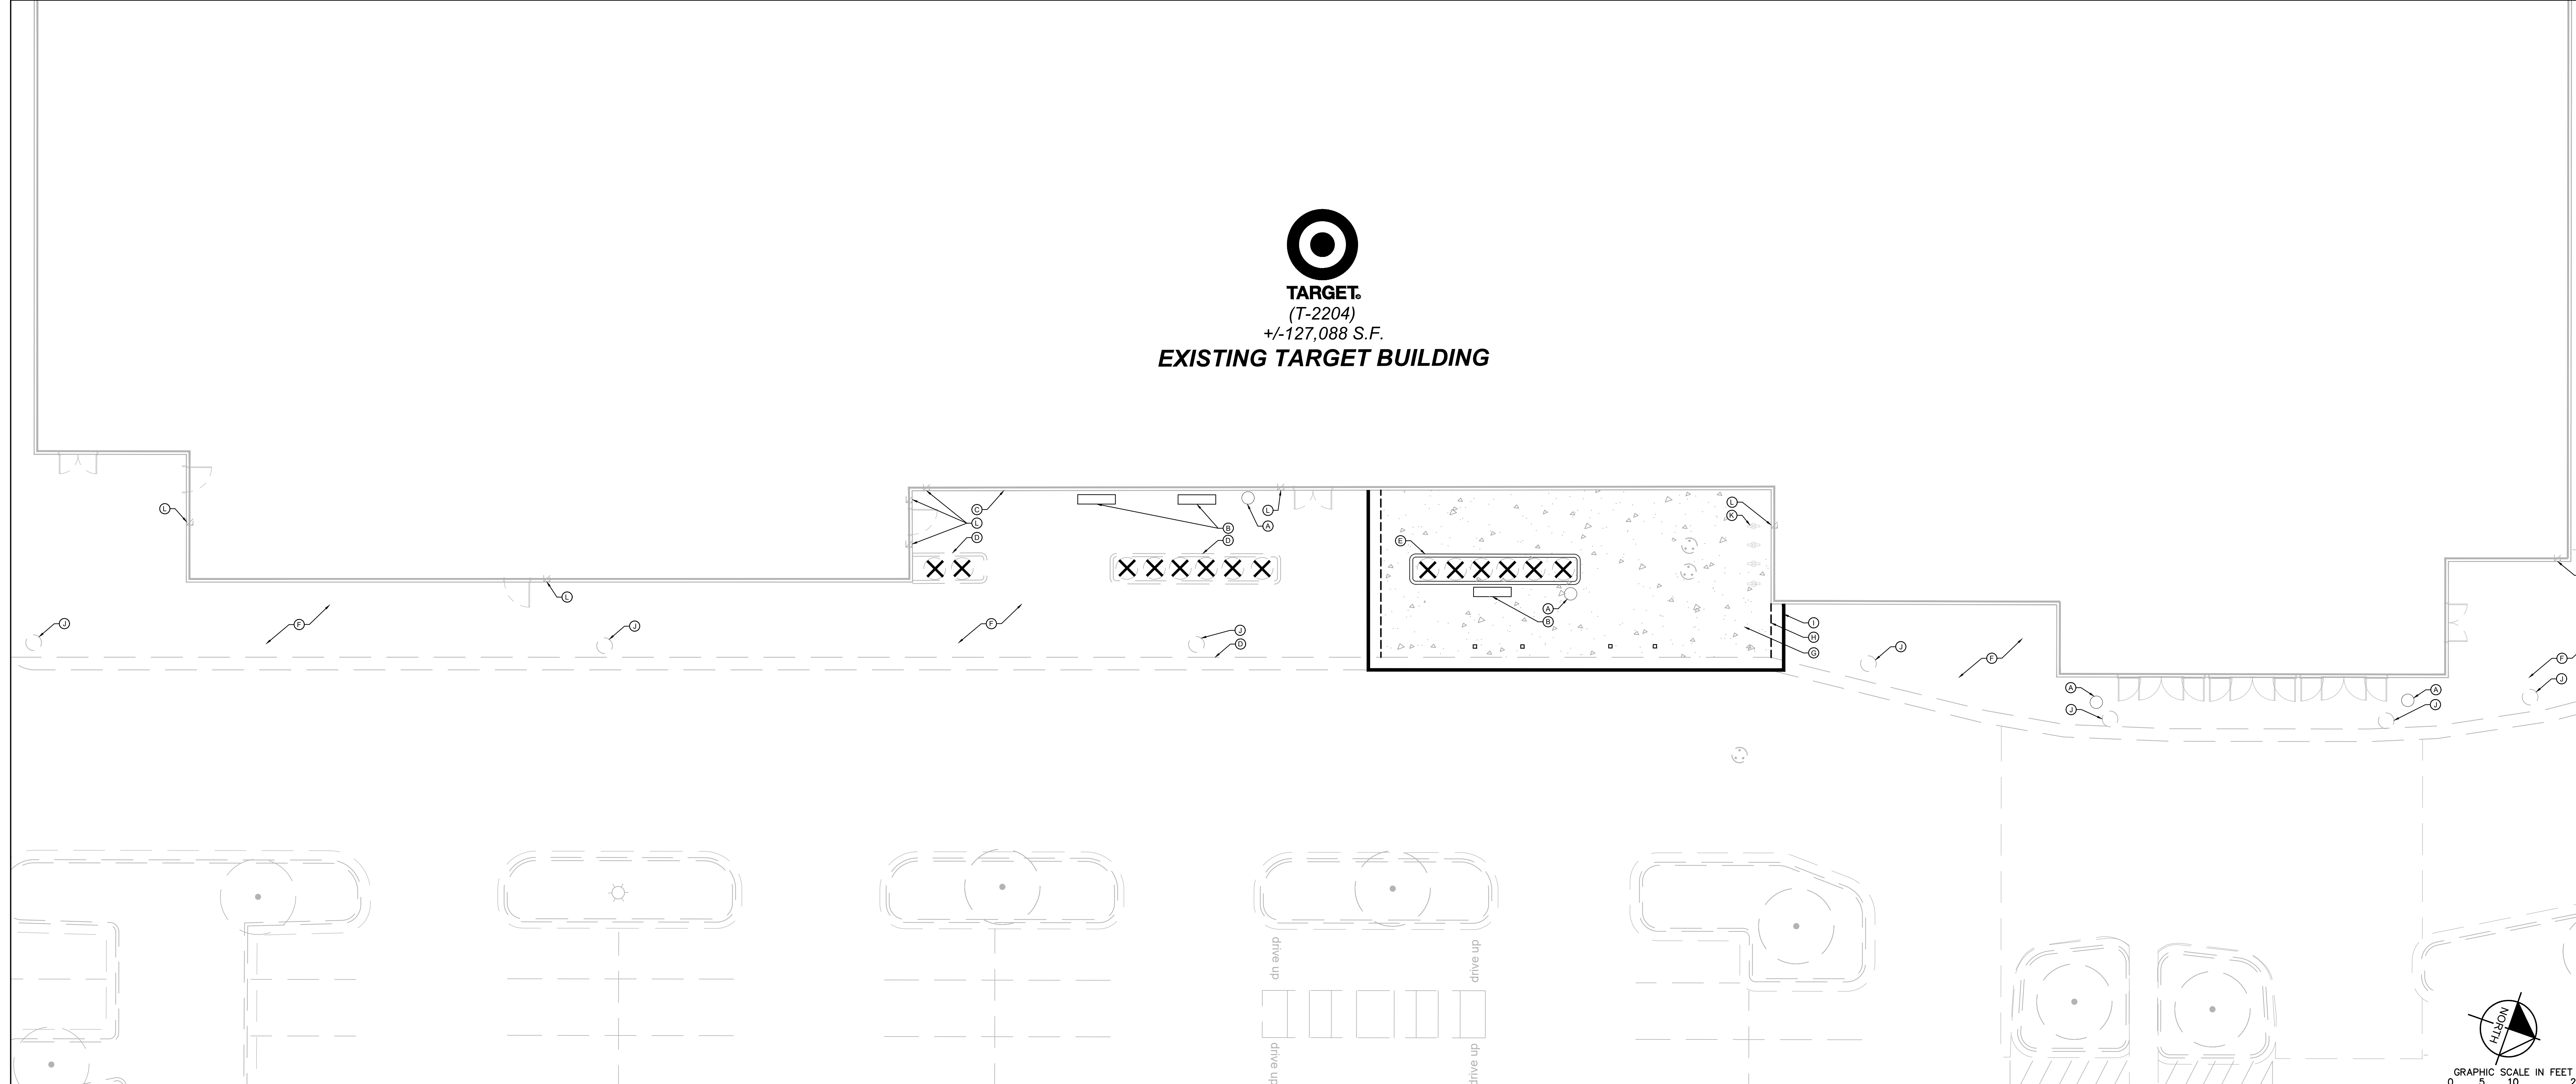 TARGET®
(T-2204)
+/-127,088 S.F.
EXISTING TARGET BUILDING
L
C
L
D
B
D
A
L
L
K
E
A
B
L
J
F
J
F
J
D
I
H
G
J
F
A
J
A
J
F
J
drive up
drive up
drive up
drive up
NORTH
GRAPHIC SCALE IN FEET
0 5 10